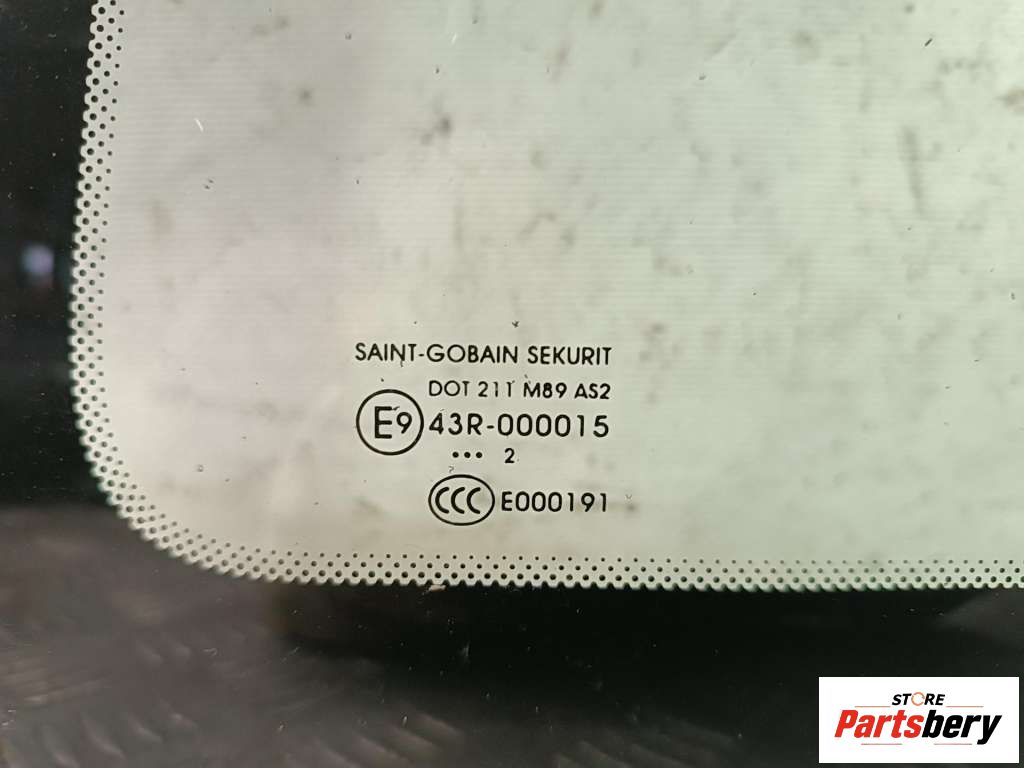 SAINT-GOBAIN SEKURIT
DOT 211 M89 AS2
E9 43R-000015
••• 2
CCC E000191
STORE
Partsbery